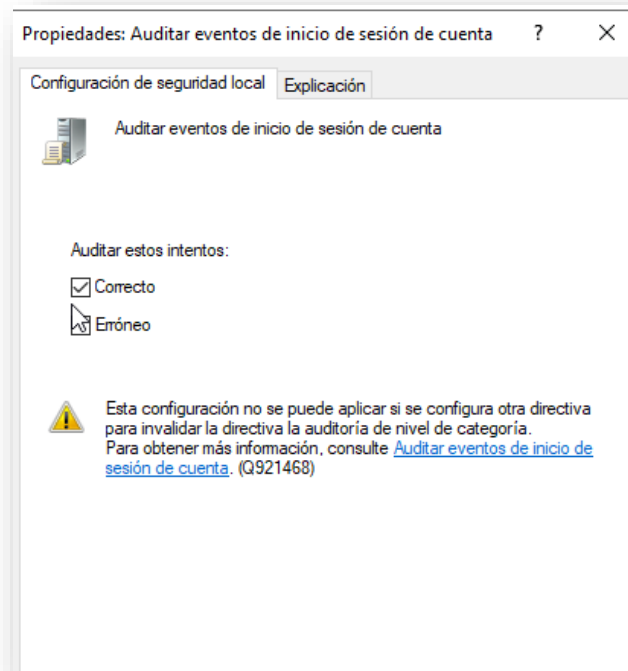 Propiedades: Auditar eventos de inicio de sesión de cuenta ? ×
Configuración de seguridad local Explicación
Auditar eventos de inicio de sesión de cuenta
Auditar estos intentos:
Correcto
Erróneo
Esta configuración no se puede aplicar si se configura otra directiva
para invalidar la directiva la auditoría de nivel de categoría.
Para obtener más información, consulte Auditar eventos de inicio de
sesión de cuenta. (Q921468)